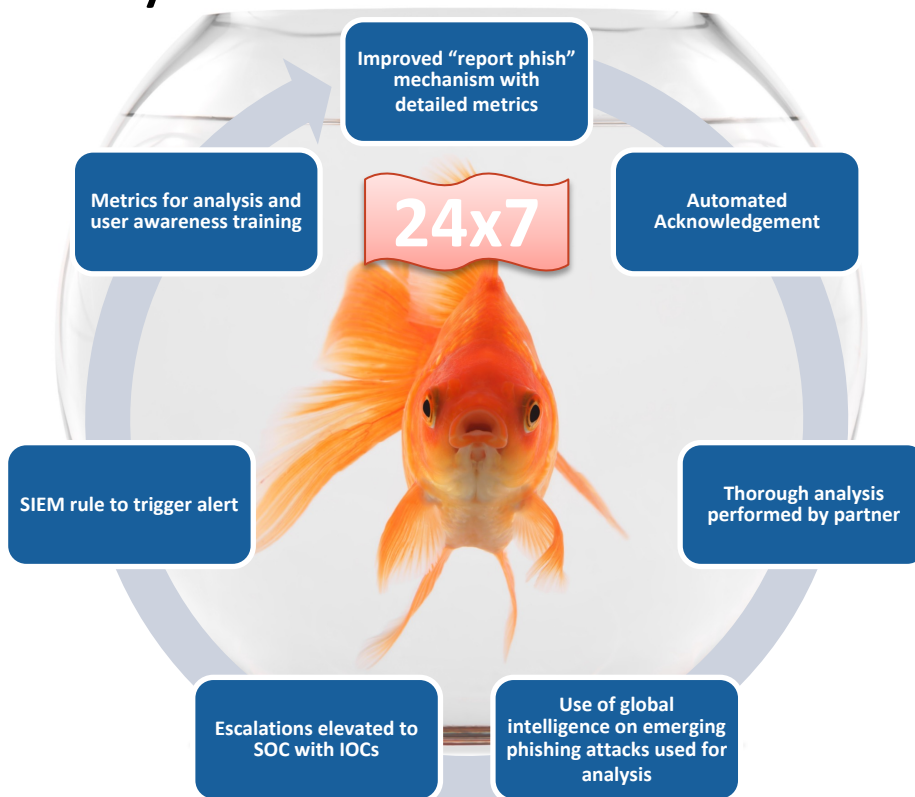 Improved “report phish”
mechanism with
detailed metrics
Automated
Acknowledgement
Thorough analysis
performed by partner
Use of global
intelligence on emerging
phishing attacks used for
analysis
Escalations elevated to
SOC with IOCs
SIEM rule to trigger alert
Metrics for analysis and
user awareness training
24x7